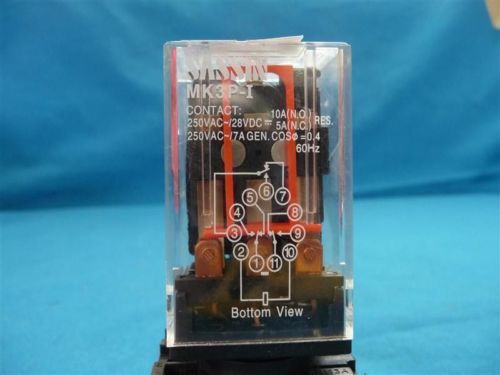 MK3P-I
CONTACT: 10A(N.O.)
250VAC~/28VDC⎓ 5A(N.C.) RES.
250VAC~/7A GEN. COSφ=0.4
60Hz
6
5 7
4 8
3 9
2 1 11 10
Bottom View